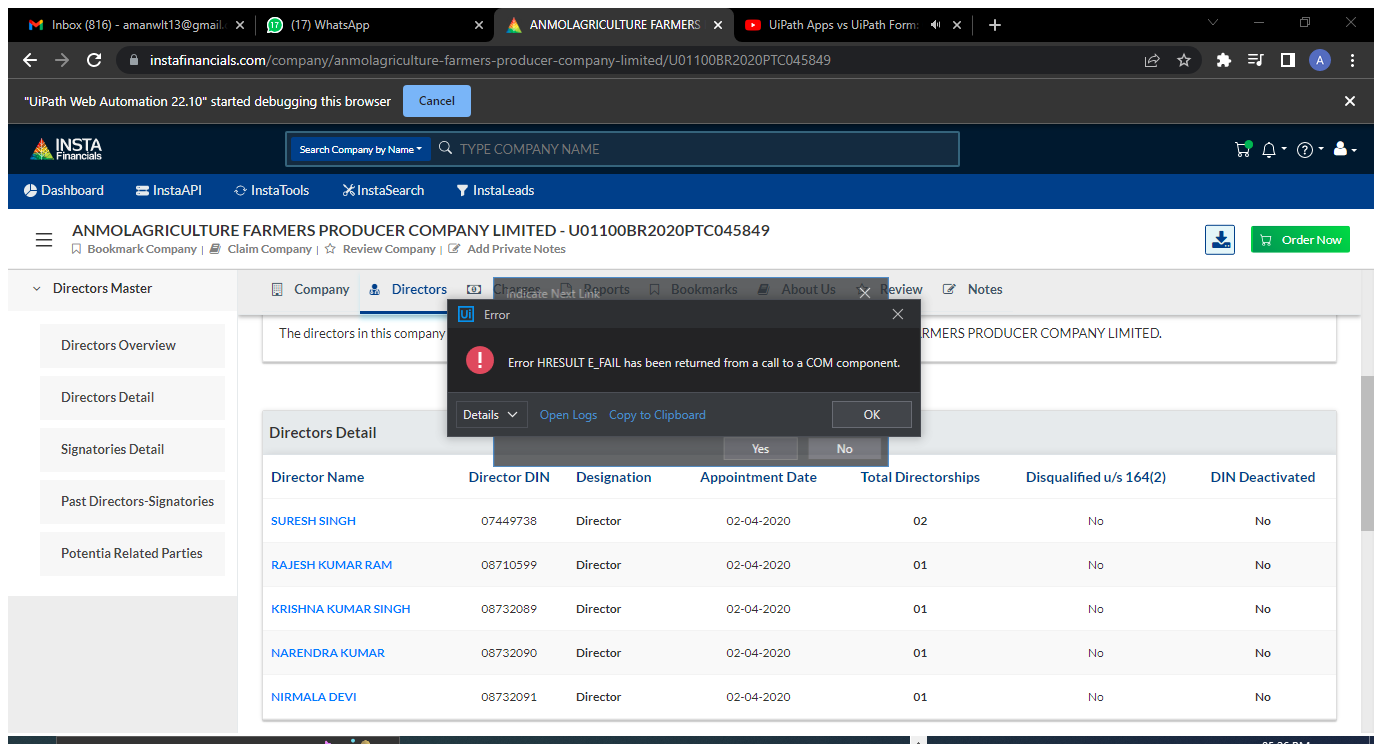 Inbox (816) - amanwlt13@gmail.
17 (17) WhatsApp
ANMOLAGRICULTURE FARMERS
UiPath Apps vs UiPath Form:
instafinancials.com/company/anmolagriculture-farmers-producer-company-limited/U01100BR2020PTC045849
A
"UiPath Web Automation 22.10" started debugging this browser
Cancel
INSTA
Financials
Search Company by Name
TYPE COMPANY NAME
Dashboard
InstaAPI
InstaTools
InstaSearch
InstaLeads
ANMOLAGRICULTURE FARMERS PRODUCER COMPANY LIMITED - U01100BR2020PTC045849
Bookmark Company | Claim Company | Review Company | Add Private Notes
Order Now
Directors Master
Company
Directors
Charges
Reports
Bookmarks
About Us
Review
Notes
Indicate Next Link
Directors Overview
Directors Detail
Signatories Detail
Past Directors-Signatories
Potentia Related Parties
The directors in this company
RMERS PRODUCER COMPANY LIMITED.
Ui Error
Error HRESULT E_FAIL has been returned from a call to a COM component.
Details
Open Logs
Copy to Clipboard
OK
Yes
No
Directors Detail
Director Name Director DIN Designation Appointment Date Total Directorships Disqualified u/s 164(2) DIN Deactivated
SURESH SINGH 07449738 Director 02-04-2020 02 No No
RAJESH KUMAR RAM 08710599 Director 02-04-2020 01 No No
KRISHNA KUMAR SINGH 08732089 Director 02-04-2020 01 No No
NARENDRA KUMAR 08732090 Director 02-04-2020 01 No No
NIRMALA DEVI 08732091 Director 02-04-2020 01 No No